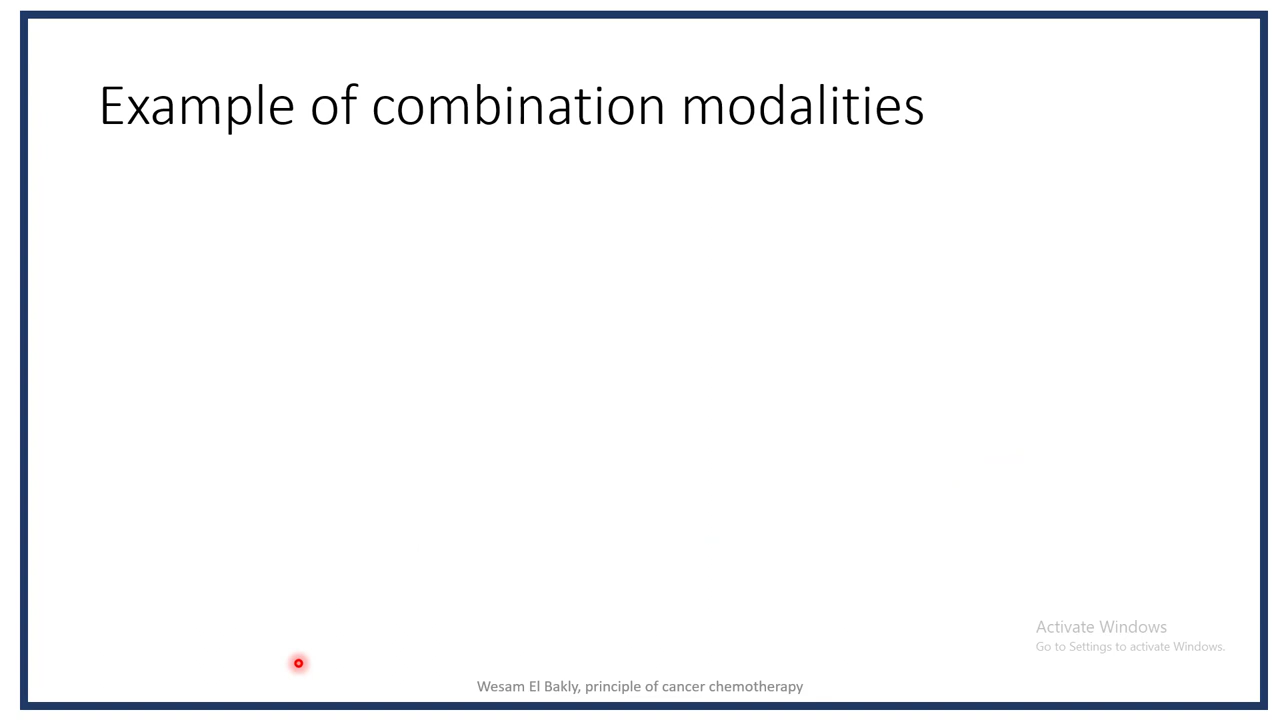 Example of combination modalities
Activate Windows
Go to Settings to activate Windows.
Wesam El Bakly, principle of cancer chemotherapy